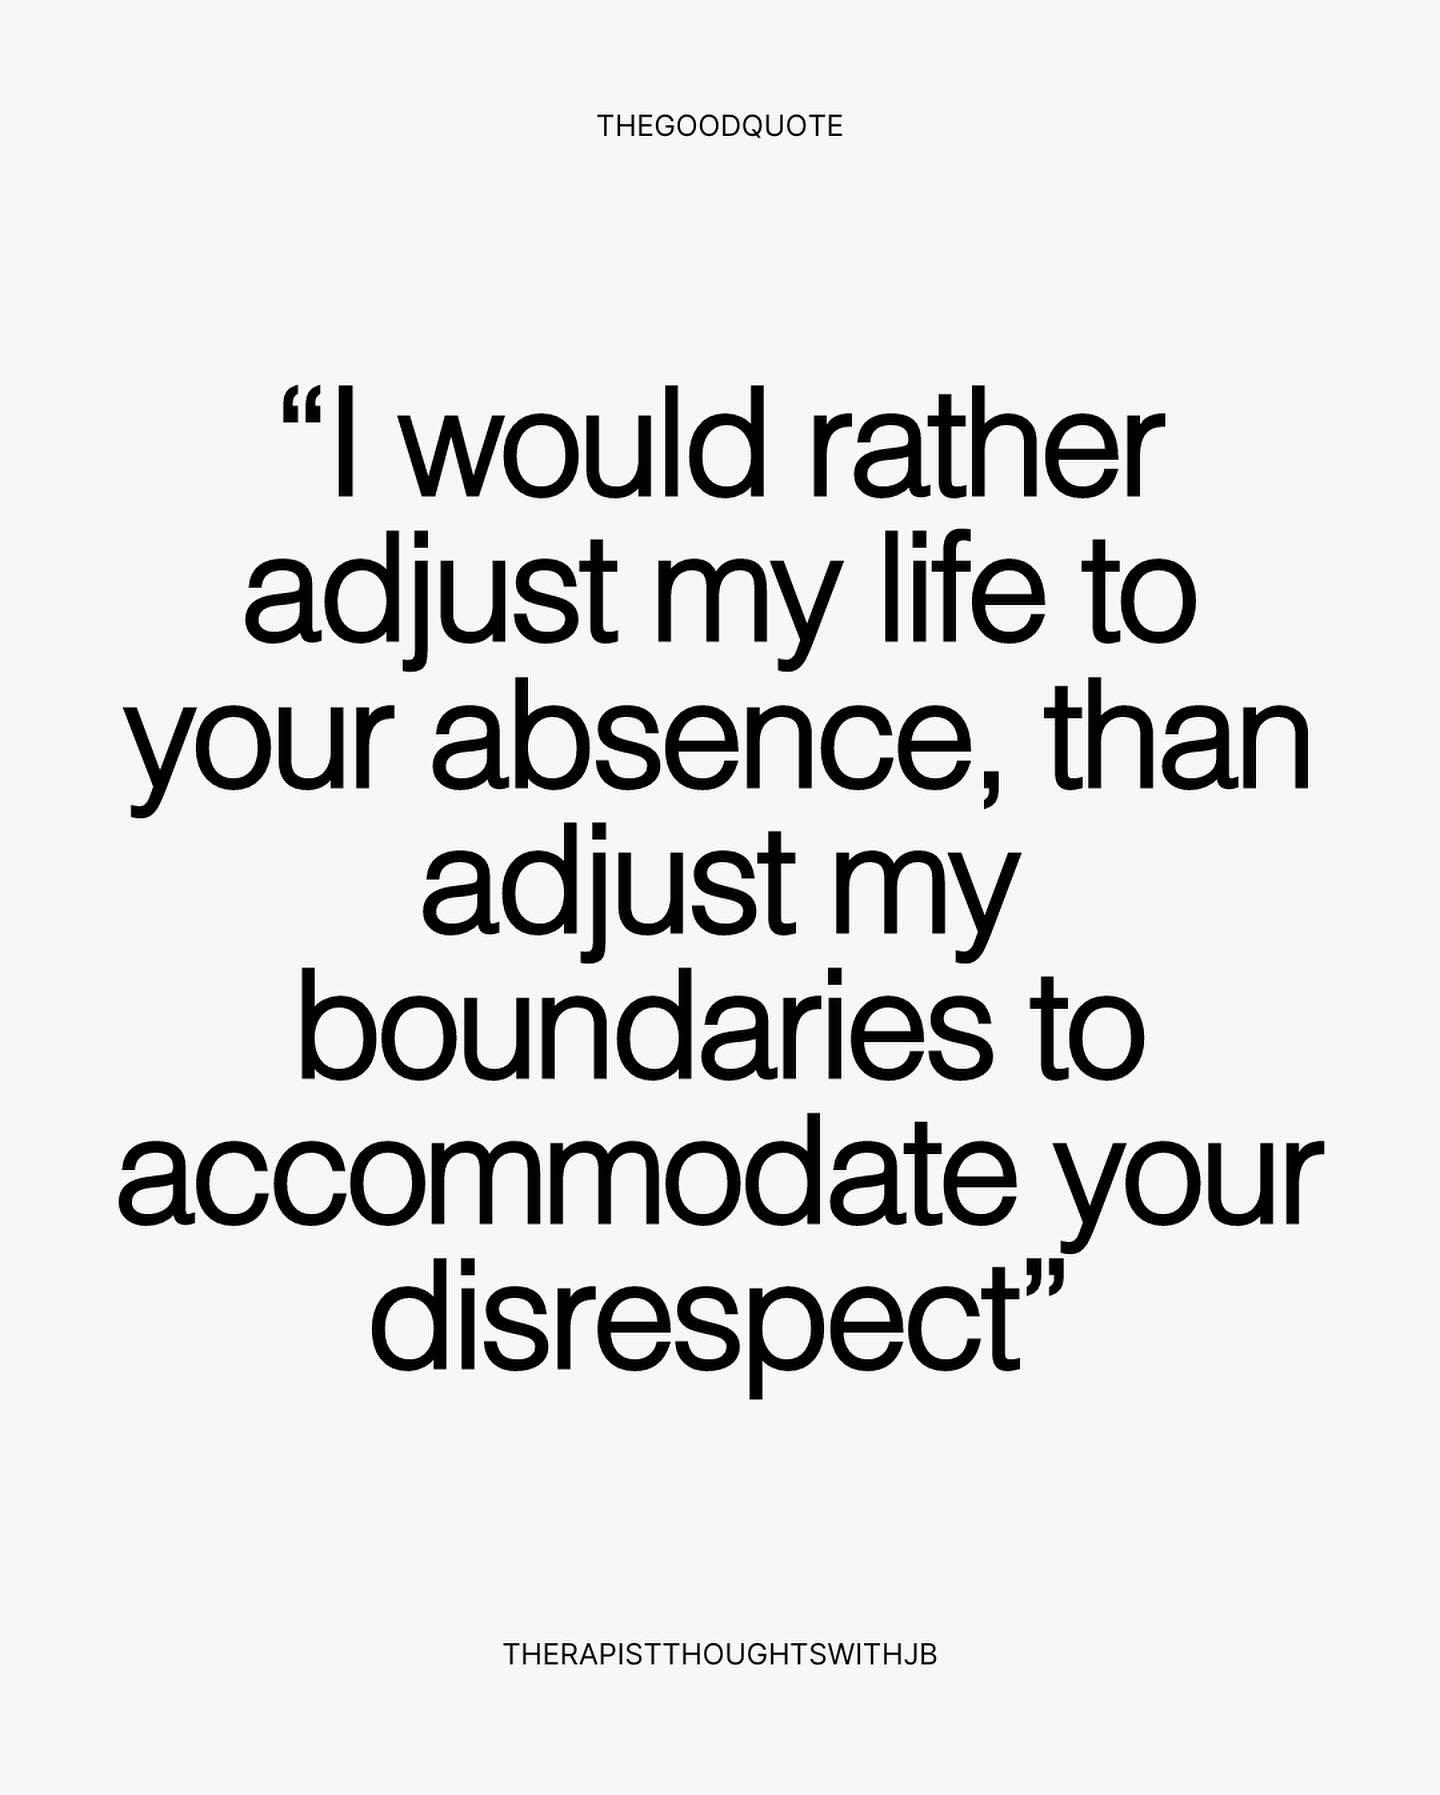 THEGOODQUOTE
“I would rather
adjust my life to
your absence, than
adjust my
boundaries to
accommodate your
disrespect”
THERAPISTTHOUGHTSWITHJB